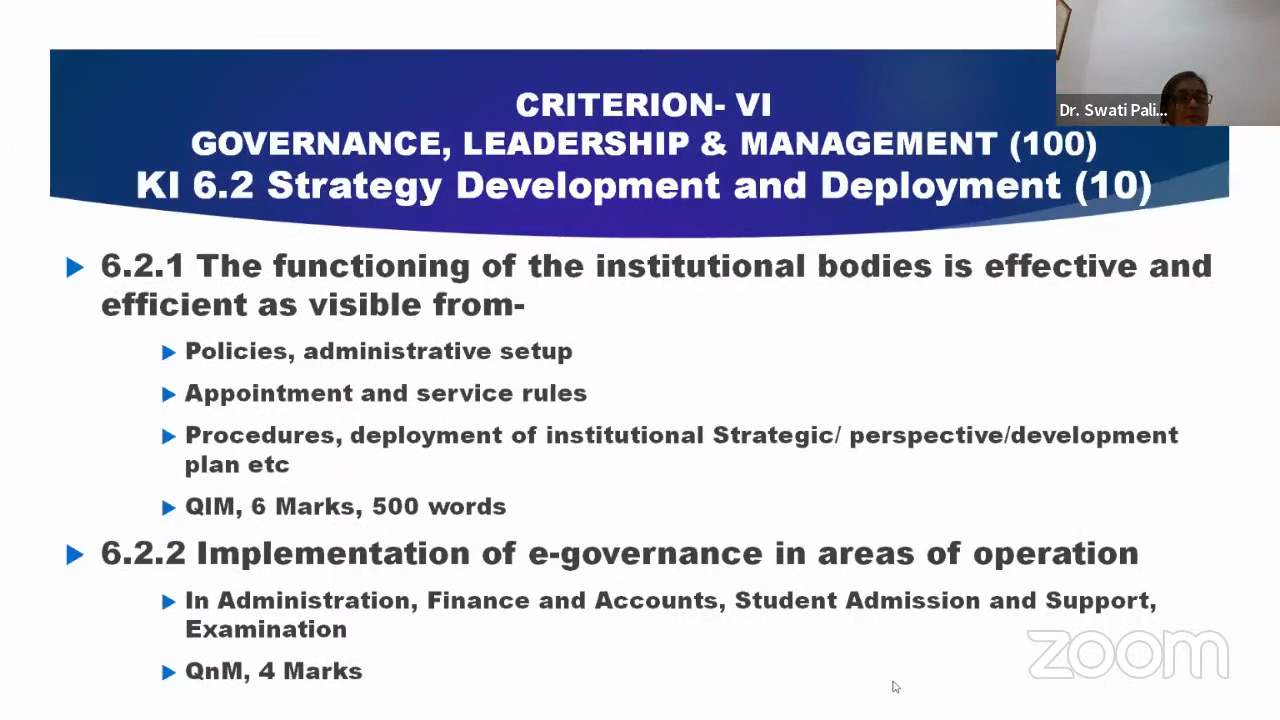 CRITERION- VI
GOVERNANCE, LEADERSHIP & MANAGEMENT (100)
KI 6.2 Strategy Development and Deployment (10)
Dr. Swati Pali...
6.2.1 The functioning of the institutional bodies is effective and
efficient as visible from-
Policies, administrative setup
Appointment and service rules
Procedures, deployment of institutional Strategic/ perspective/development
plan etc
QlM, 6 Marks, 500 words
6.2.2 Implementation of e-governance in areas of operation
In Administration, Finance and Accounts, Student Admission and Support,
Examination
QnM, 4 Marks
zoom